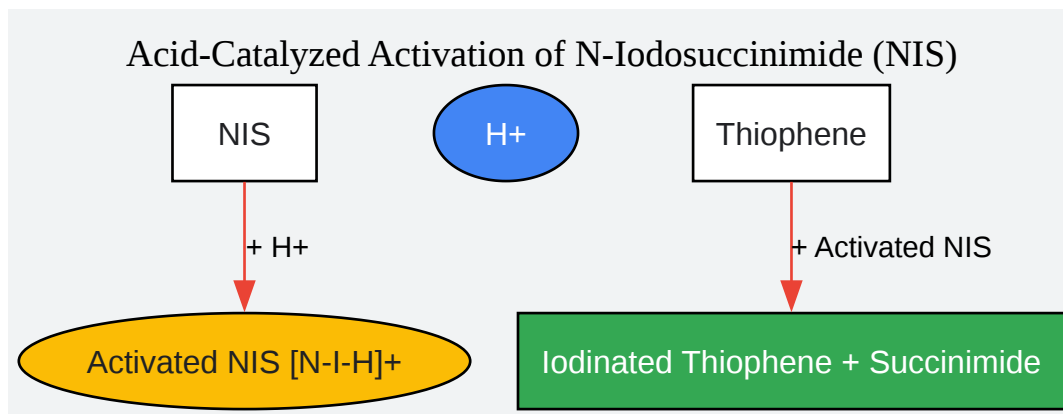 Acid-Catalyzed Activation of N-Iodosuccinimide (NIS)
NIS
H+
Thiophene
+ H+
+ Activated NIS
Activated NIS [N-I-H]+
Iodinated Thiophene + Succinimide